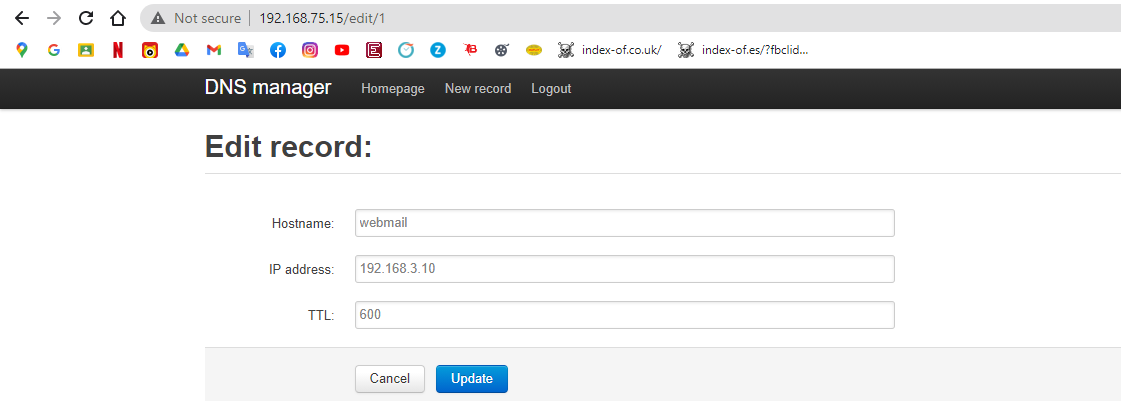 Not secure 192.168.75.15/edit/1
index-of.co.uk/ index-of.es/?fbclid...
DNS manager Homepage New record Logout
Edit record:
Hostname: webmail
IP address: 192.168.3.10
TTL: 600
Cancel Update